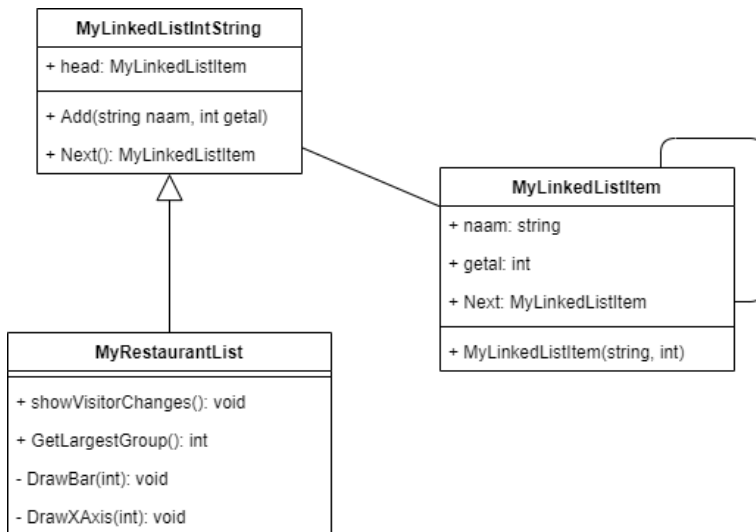 MyLinkedListIntString
+ head: MyLinkedListItem
+ Add(string naam, int getal)
+ Next(): MyLinkedListItem
MyLinkedListItem
+ naam: string
+ getal: int
+ Next: MyLinkedListItem
+ MyLinkedListItem(string, int)
MyRestaurantList
+ showVisitorChanges(): void
+ GetLargestGroup(): int
- DrawBar(int): void
- DrawXAxis(int): void